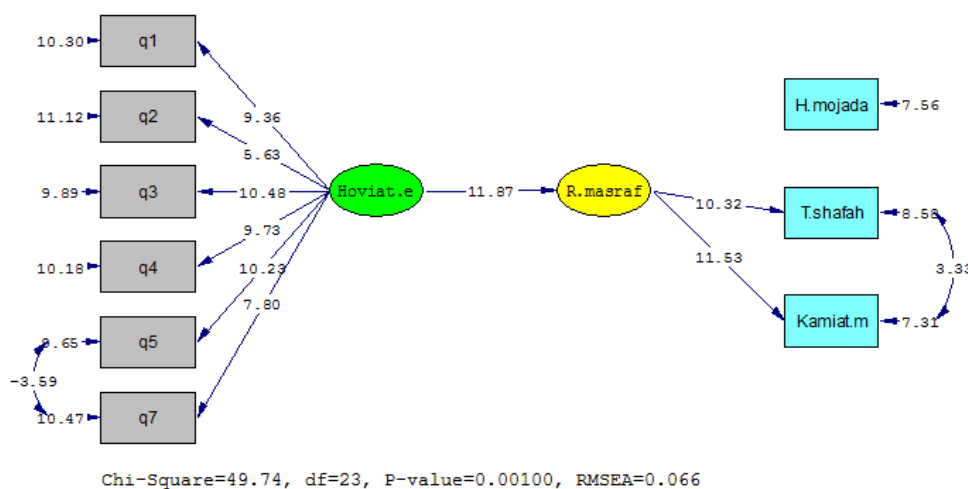 10.30 q1
11.12 q2
9.89 q3
10.18 q4
9.65 q5
-3.59
10.47 q7
9.36
5.63
10.48
9.73
10.23
7.80
Hoviat.e
11.87
R.masraf
10.32
11.53
H.mojada 7.56
T.shafah 8.58
3.33
Kamiat.m 7.31
Chi-Square=49.74, df=23, P-value=0.00100, RMSEA=0.066